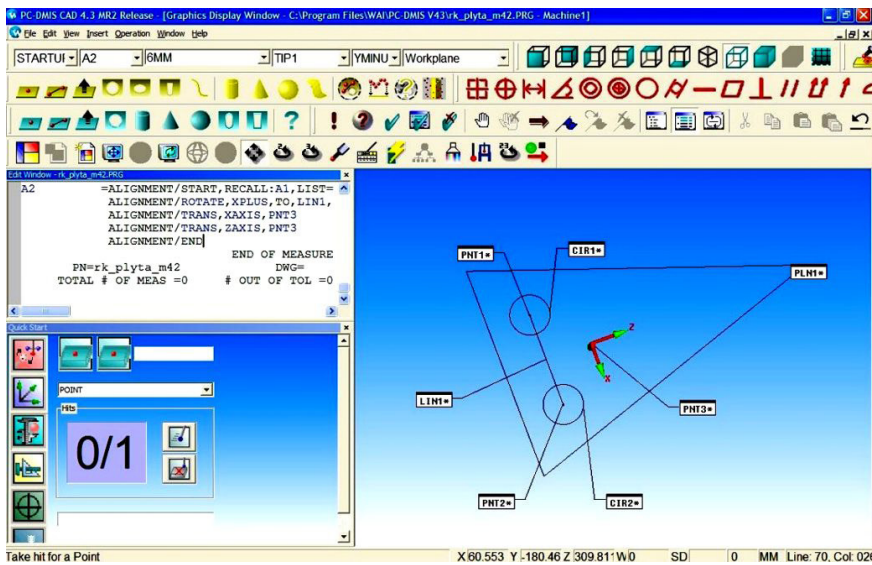 PC-DMIS CAD 4.3 MR2 Release - [Graphics Display Window - C:\Program Files\WAI\PC-DMIS V43\rk_plyta_m42.PRG - Machine1]
File Edit View Insert Operation Window Help
STARTUF A2 6MM TIP1 YMINU Workplane
Edit Window - rk_plyta_m42.PRG
A2 =ALIGNMENT/START,RECALL:A1,LIST=
ALIGNMENT/ROTATE,XPLUS,TO,LIN1,
ALIGNMENT/TRANS,XAXIS,PNT3
ALIGNMENT/TRANS,ZAXIS,PNT3
ALIGNMENT/END
END OF MEASURE
PN=rk_plyta_m42 DWG=
TOTAL # OF MEAS =0 # OUT OF TOL =0
Quick Start
POINT
Hits
0/1
PNT1*
CIR1*
PLN1*
Z
X
LIN1*
PNT3*
PNT2*
CIR2*
Take hit for a Point X 60.553 Y -180.46 Z 309.811 W 0 SD 0 MM Line: 70, Col: 026